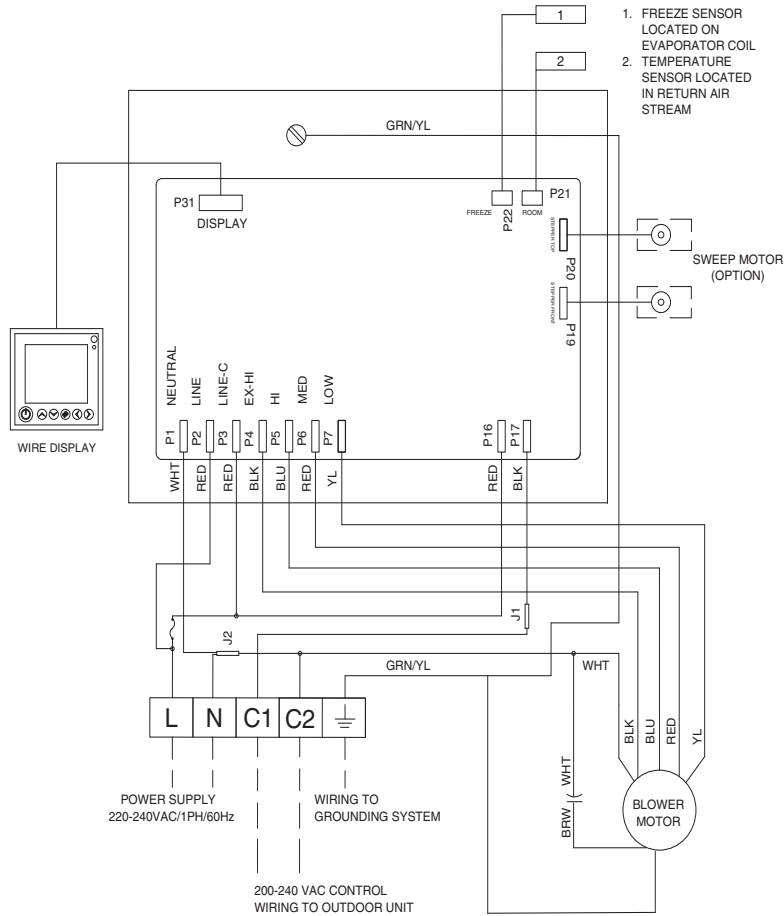 1
1. FREEZE SENSOR
LOCATED ON
EVAPORATOR COIL
2
2. TEMPERATURE
SENSOR LOCATED
IN RETURN AIR
STREAM
GRN/YL
P31
DISPLAY
FREEZE
P22
ROOM
P21
STEPPER-TOP
P20
SWEEP MOTOR
(OPTION)
STEPPER-FRONT
P19
WIRE DISPLAY
NEUTRAL
LINE
LINE-C
EX-HI
HI
MED
LOW
P1
P2
P3
P4
P5
P6
P7
P16
P17
WHT
RED
RED
BLK
BLU
RED
YL
RED
BLK
J1
J2
GRN/YL
WHT
L
N
C1
C2
BLK
BLU
RED
YL
WHT
BRW
BLOWER
MOTOR
POWER SUPPLY
220-240VAC/1PH/60Hz
WIRING TO
GROUNDING SYSTEM
200-240 VAC CONTROL
WIRING TO OUTDOOR UNIT